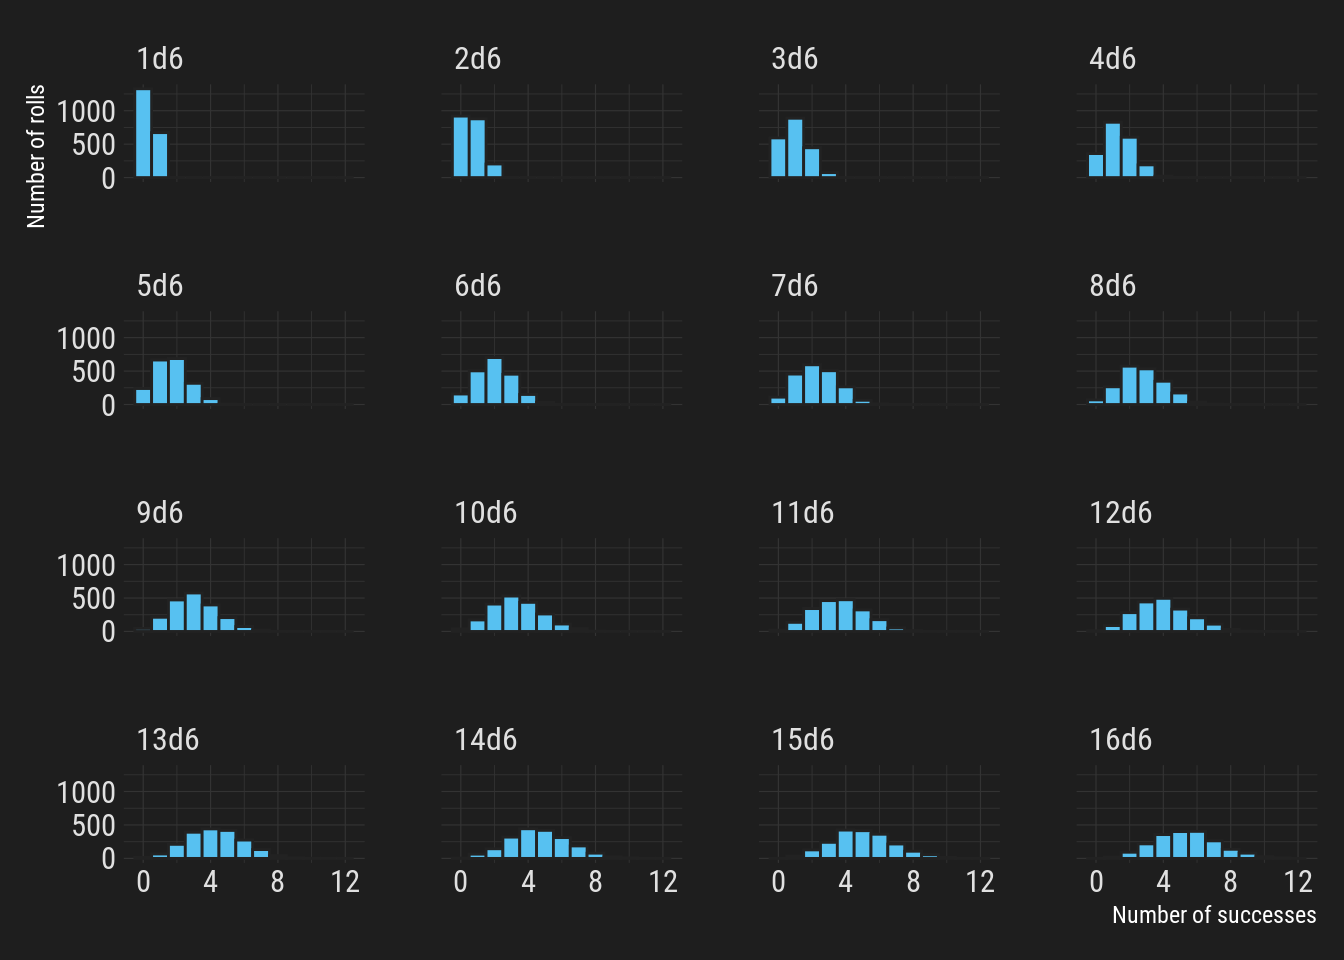 1d6 2d6 3d6 4d6
Number of rolls
1000
500
0
5d6 6d6 7d6 8d6
1000
500
0
9d6 10d6 11d6 12d6
1000
500
0
13d6 14d6 15d6 16d6
1000
500
0
0 4 8 12 0 4 8 12 0 4 8 12 0 4 8 12
Number of successes